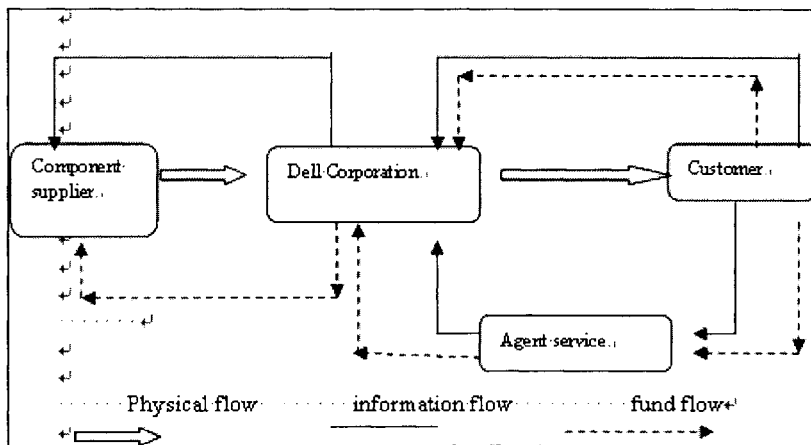 Component
supplier.
Dell Corporation.
Customer.
Agent service.
Physical flow information flow fund flow